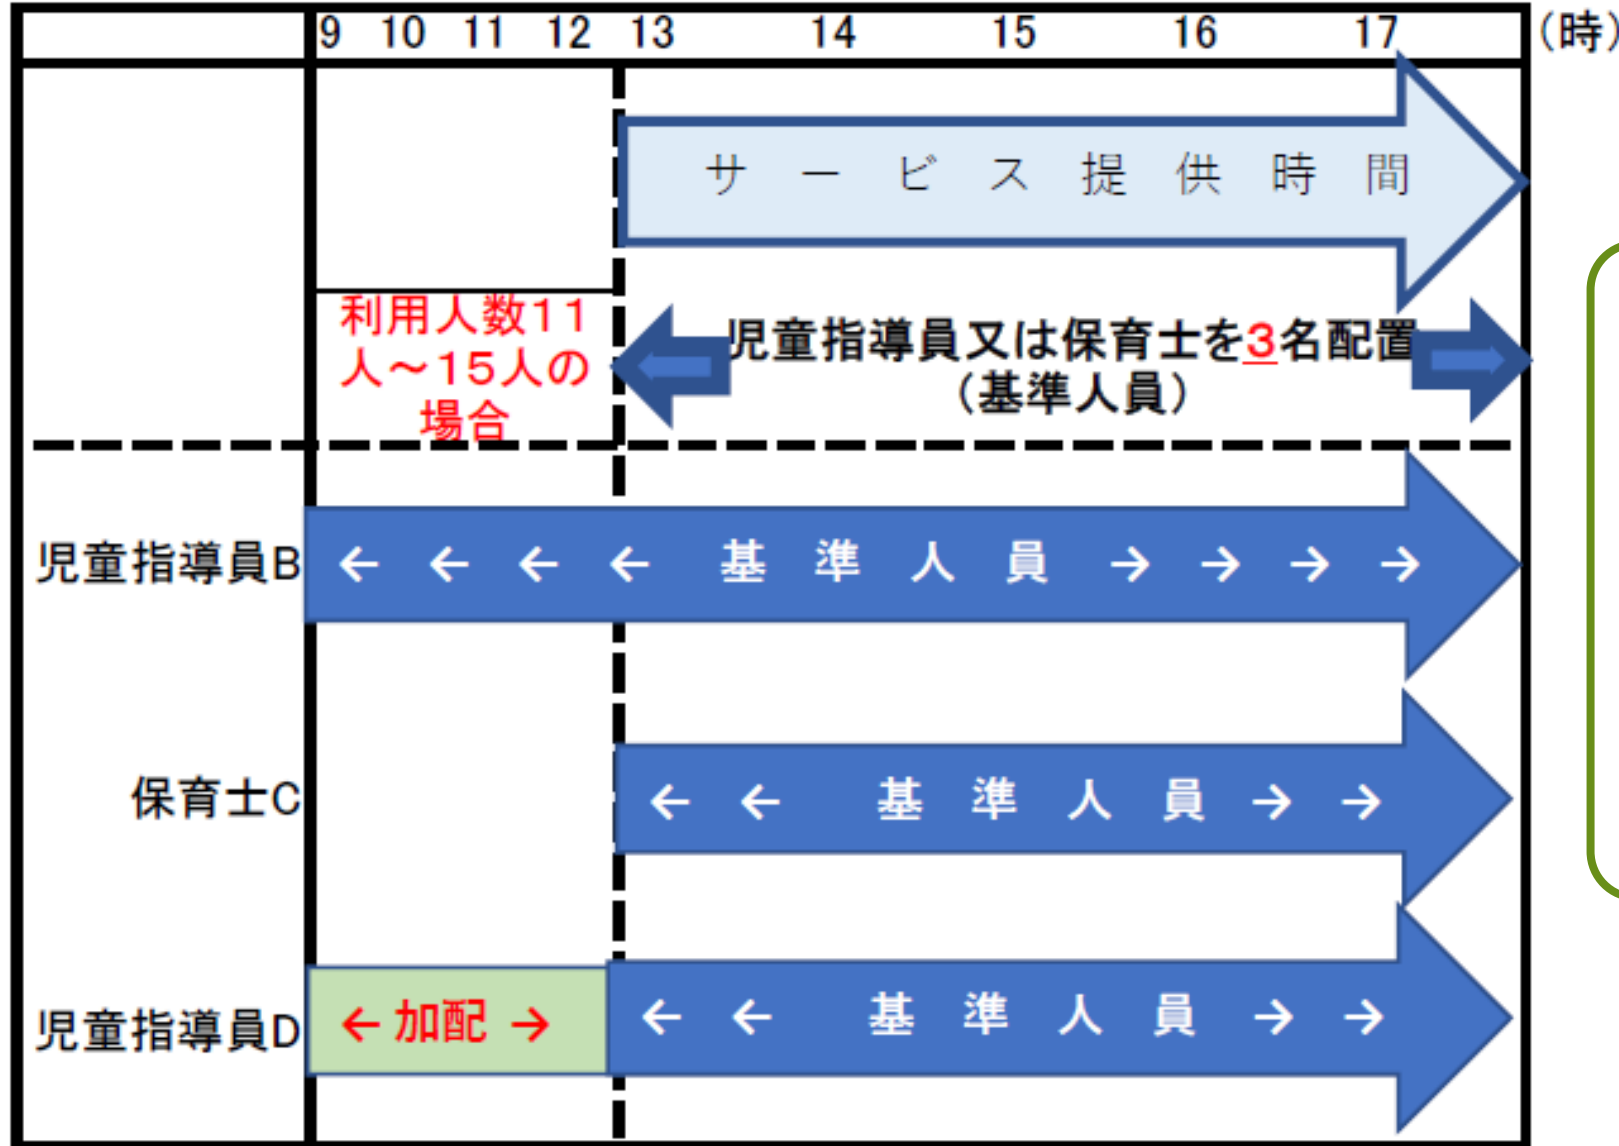 9 10 11 12 13 14 15 16 17 (時)
サービス提供時間
利用人数11
人~15人の
場合
児童指導員又は保育士を3名配置
(基準人員)
児童指導員B
← ← ← ← 基準人員 → → → →
保育士C
← ← 基準人員 → →
児童指導員D
← 加配 →
← ← 基準人員 → →